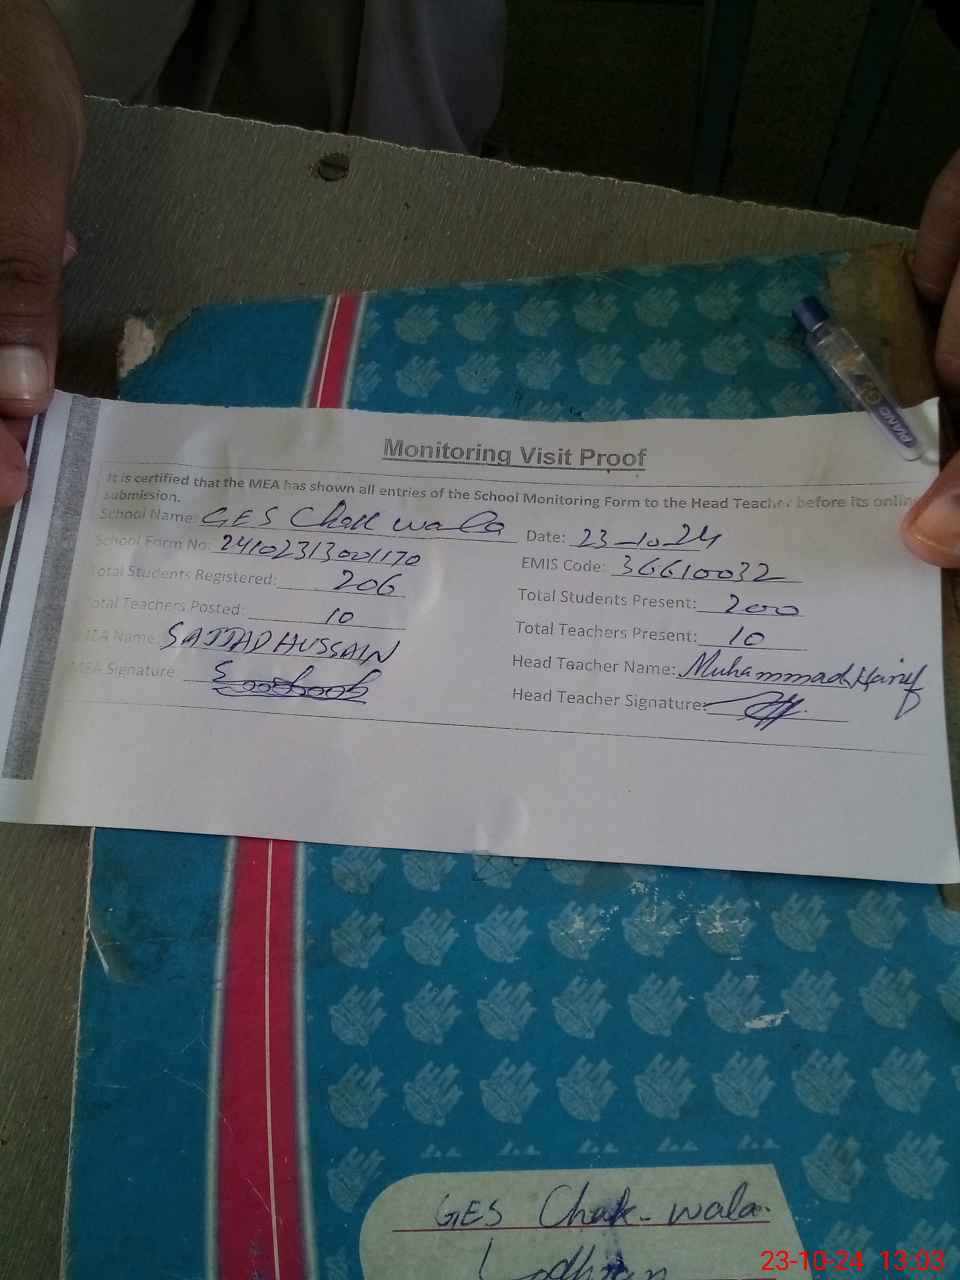 Monitoring Visit Proof
It is certified that the MEA has shown all entries of the School Monitoring Form to the Head Teacher before its online
submission.
School Name: GES Chak wala Date: 23-10-24
School Form No: 24102313001170 EMIS Code: 36610032
Total Students Registered: 206 Total Students Present: 200
Total Teachers Posted: 10 Total Teachers Present: 10
MEA Name: SAJJAD HUSSAIN Head Teacher Name: Muhammad Hanif
MEA Signature Head Teacher Signature:
PIANO
GES Chak-wala
Lodhran
23-10-24 13:03